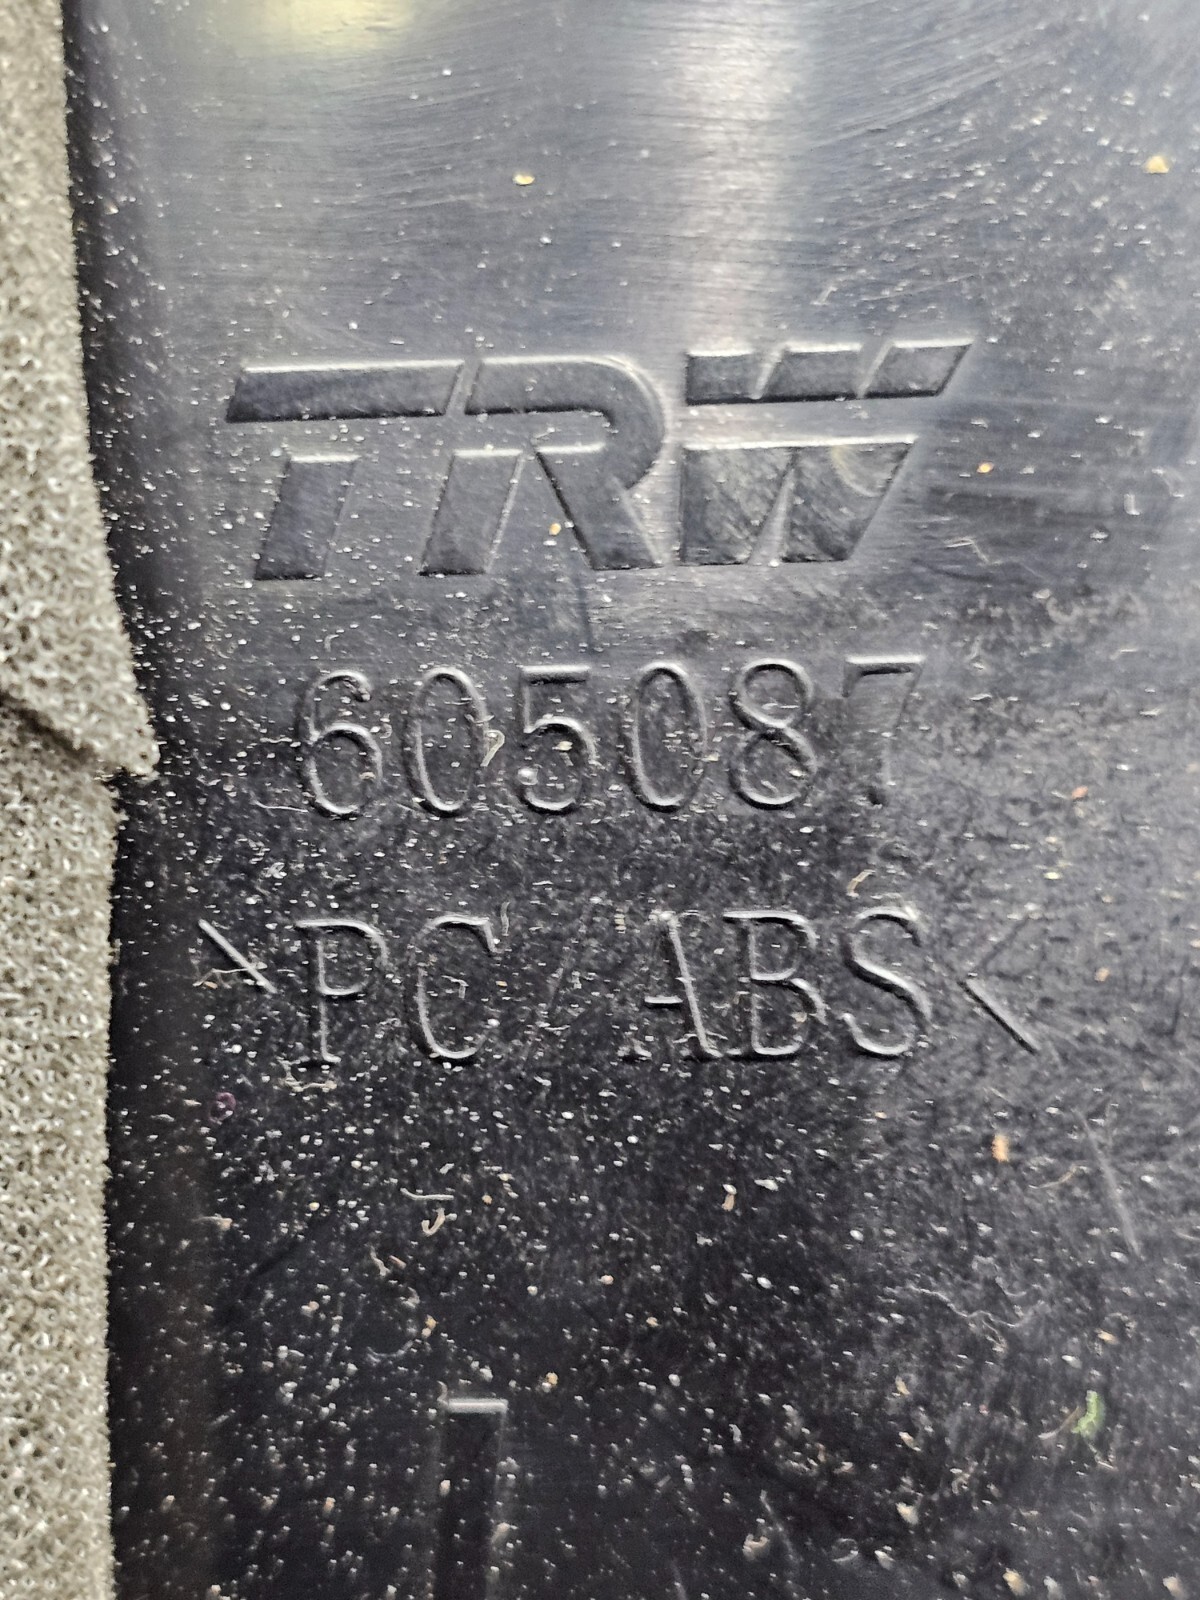 TRW
605087
>PC/ABS<